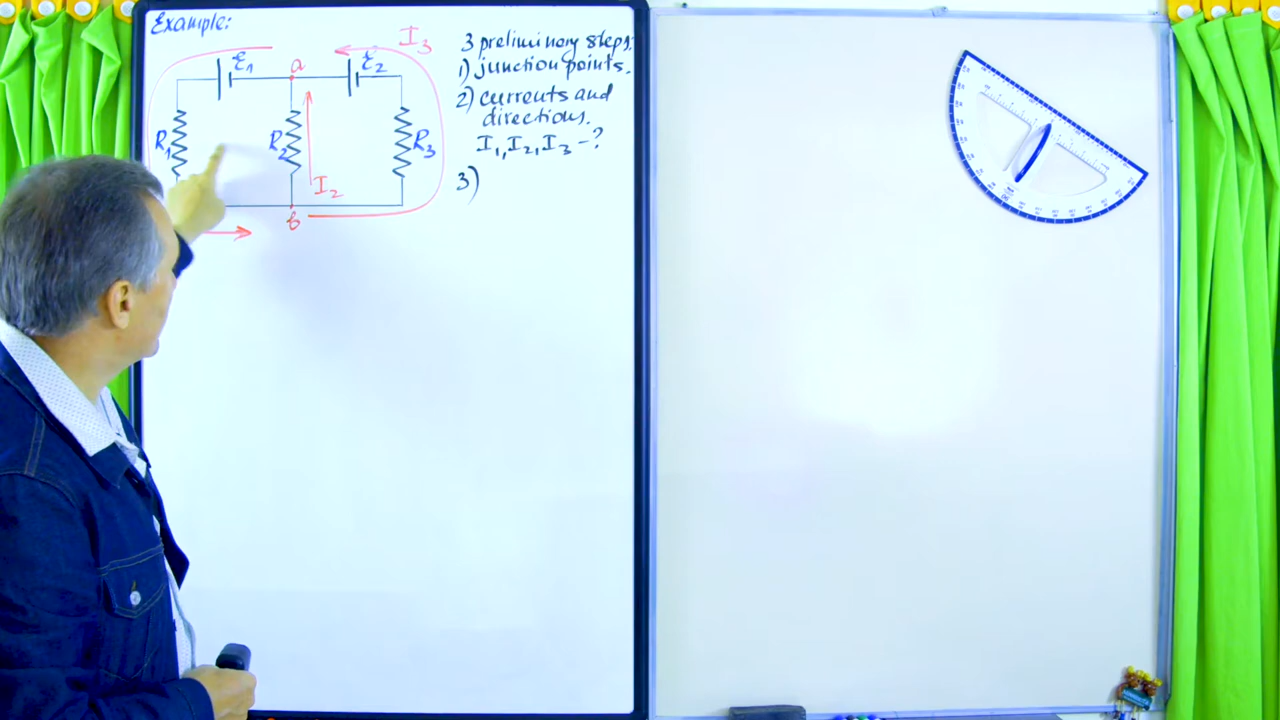 Example:
I3
ε1
a
ε2
R1
R2
R3
I2
b
3 preliminary steps:
1) junction points.
2) currents and
directions.
I1, I2, I3 - ?
3)